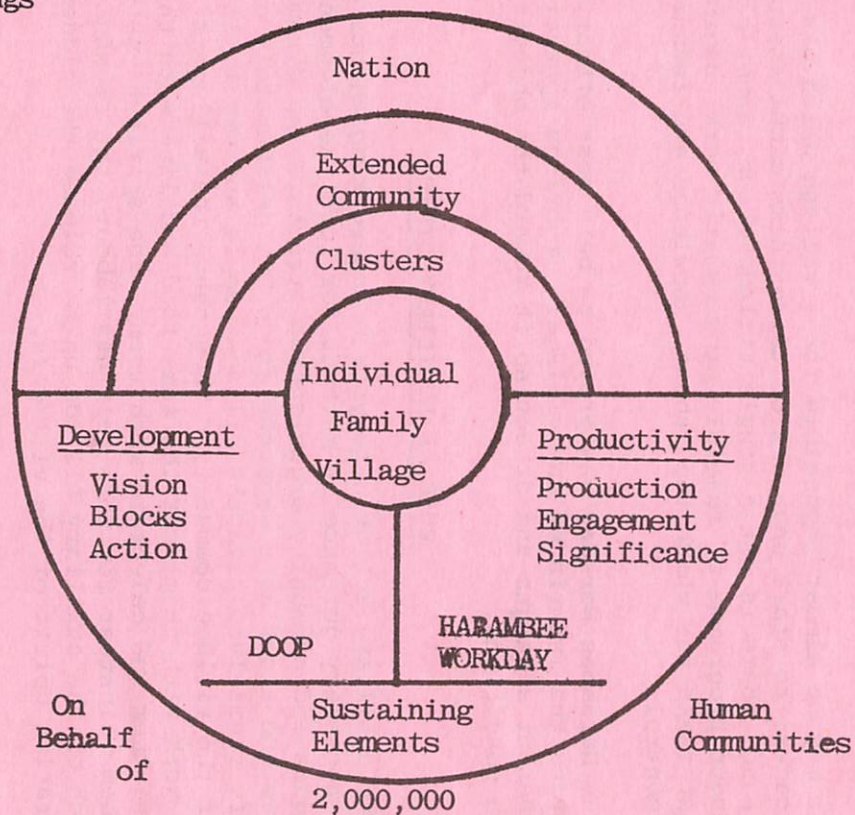 Nation
Extended
Community
Clusters
Individual
Family
Village
Development
Vision
Blocks
Action
Productivity
Production
Engagement
Significance
DOOP
HARAMBEE
WORKDAY
Sustaining
Elements
On
Behalf
of
2,000,000
Human
Communities